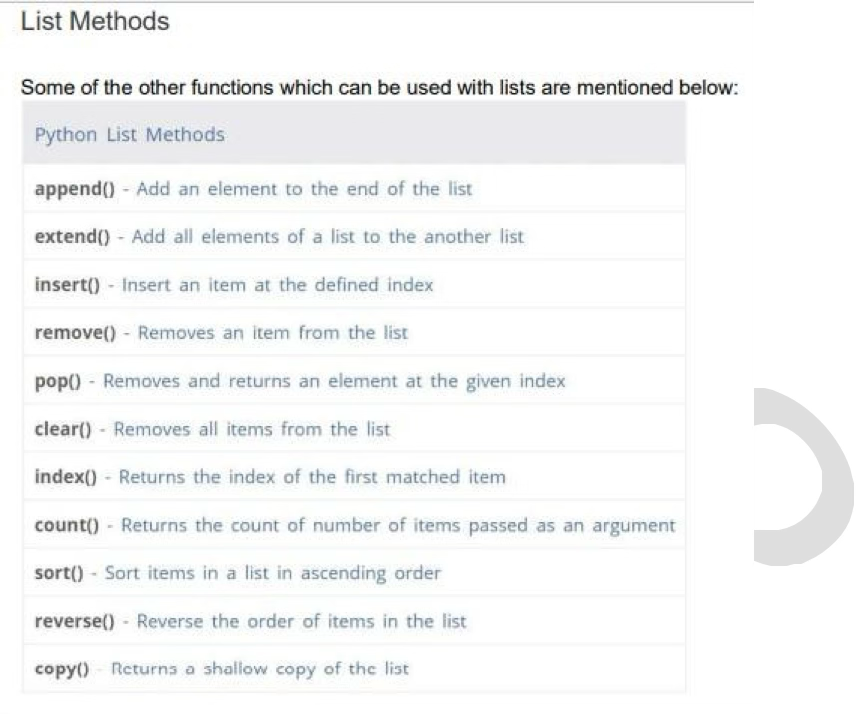 List Methods
Some of the other functions which can be used with lists are mentioned below:
Python List Methods
append() - Add an element to the end of the list
extend() - Add all elements of a list to the another list
insert() - Insert an item at the defined index
remove() - Removes an item from the list
pop() - Removes and returns an element at the given index
clear() - Removes all items from the list
index() - Returns the index of the first matched item
count() - Returns the count of number of items passed as an argument
sort() - Sort items in a list in ascending order
reverse() - Reverse the order of items in the list
copy() - Returns a shallow copy of the list